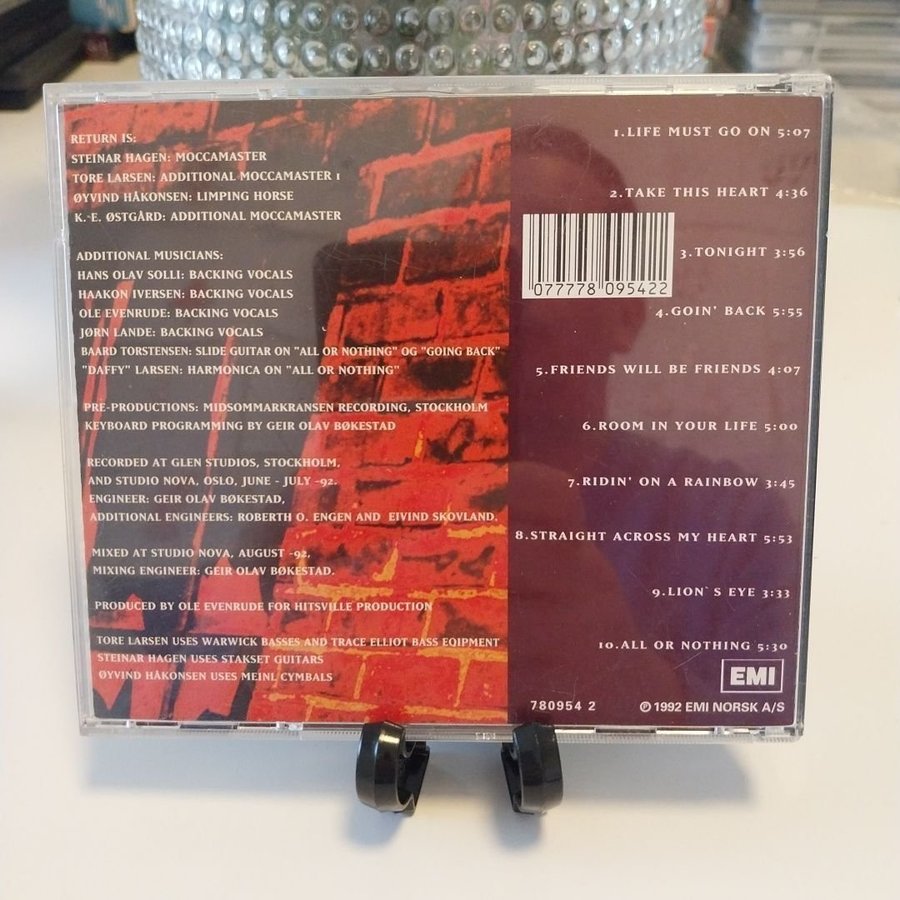 RETURN IS:
STEINAR HAGEN: MOCCAMASTER
TORE LARSEN: ADDITIONAL MOCCAMASTER 1
ØYVIND HÅKONSEN: LIMPING HORSE
K.-E. ØSTGÅRD: ADDITIONAL MOCCAMASTER
ADDITIONAL MUSICIANS:
HANS OLAV SOLLI: BACKING VOCALS
HAAKON IVERSEN: BACKING VOCALS
OLE EVENRUDE: BACKING VOCALS
JØRN LANDE: BACKING VOCALS
BAARD TORSTENSEN: SLIDE GUITAR ON "ALL OR NOTHING" OG "GOING BACK"
"DAFFY" LARSEN: HARMONICA ON "ALL OR NOTHING"
PRE-PRODUCTIONS: MIDSOMMARKRANSEN RECORDING, STOCKHOLM
KEYBOARD PROGRAMMING BY GEIR OLAV BØKESTAD
RECORDED AT GLEN STUDIOS, STOCKHOLM,
AND STUDIO NOVA, OSLO, JUNE - JULY -92.
ENGINEER: GEIR OLAV BØKESTAD,
ADDITIONAL ENGINEERS: ROBERTH O. ENGEN AND EIVIND SKOVLAND.
MIXED AT STUDIO NOVA, AUGUST -92,
MIXING ENGINEER: GEIR OLAV BØKESTAD.
PRODUCED BY OLE EVENRUDE FOR HITSVILLE PRODUCTION
TORE LARSEN USES WARWICK BASSES AND TRACE ELLIOT BASS EQIPMENT
STEINAR HAGEN USES STAKSET GUITARS
ØYVIND HÅKONSEN USES MEINL CYMBALS
1.LIFE MUST GO ON 5:07
2.TAKE THIS HEART 4:36
3.TONIGHT 3:56
077778 095422
4.GOIN' BACK 5:55
5.FRIENDS WILL BE FRIENDS 4:07
6.ROOM IN YOUR LIFE 5:00
7.RIDIN' ON A RAINBOW 3:45
8.STRAIGHT ACROSS MY HEART 5:53
9.LION`S EYE 3:33
10.ALL OR NOTHING 5:30
EMI
780954 2
℗ 1992 EMI NORSK A/S